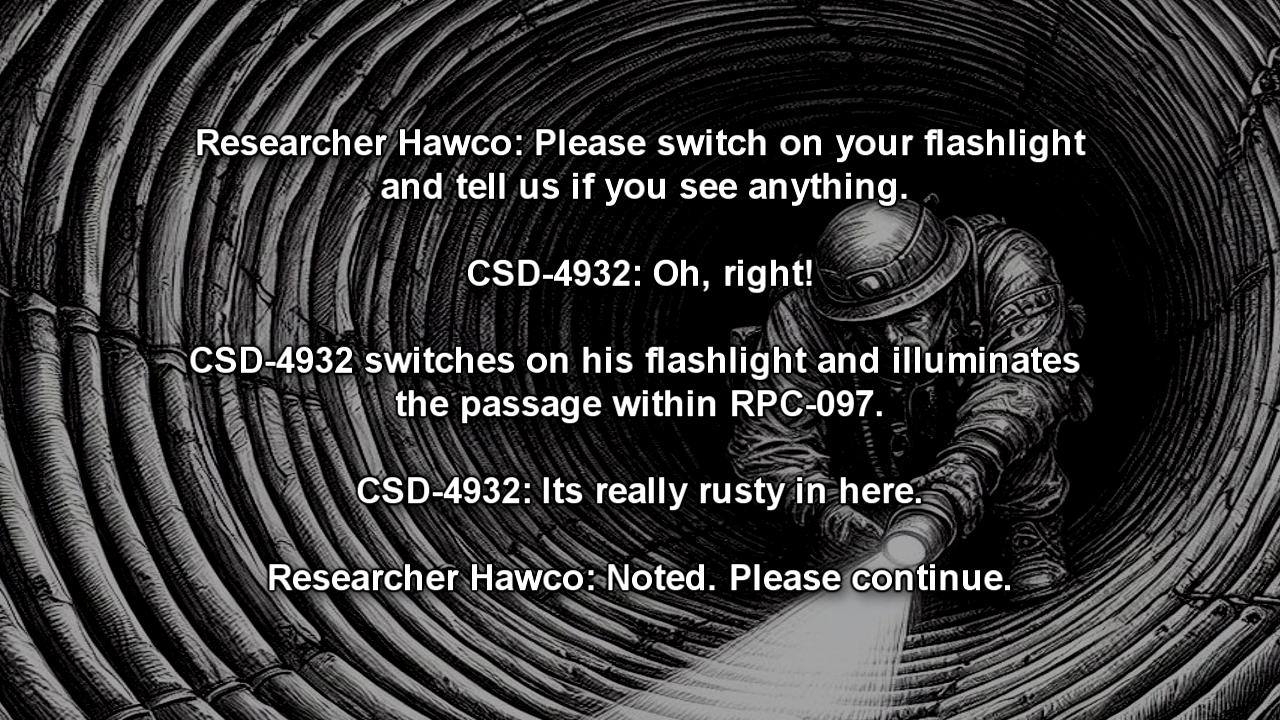 Researcher Hawco: Please switch on your flashlight
and tell us if you see anything.
CSD-4932: Oh, right!
CSD-4932 switches on his flashlight and illuminates
the passage within RPC-097.
CSD-4932: Its really rusty in here.
Researcher Hawco: Noted. Please continue.